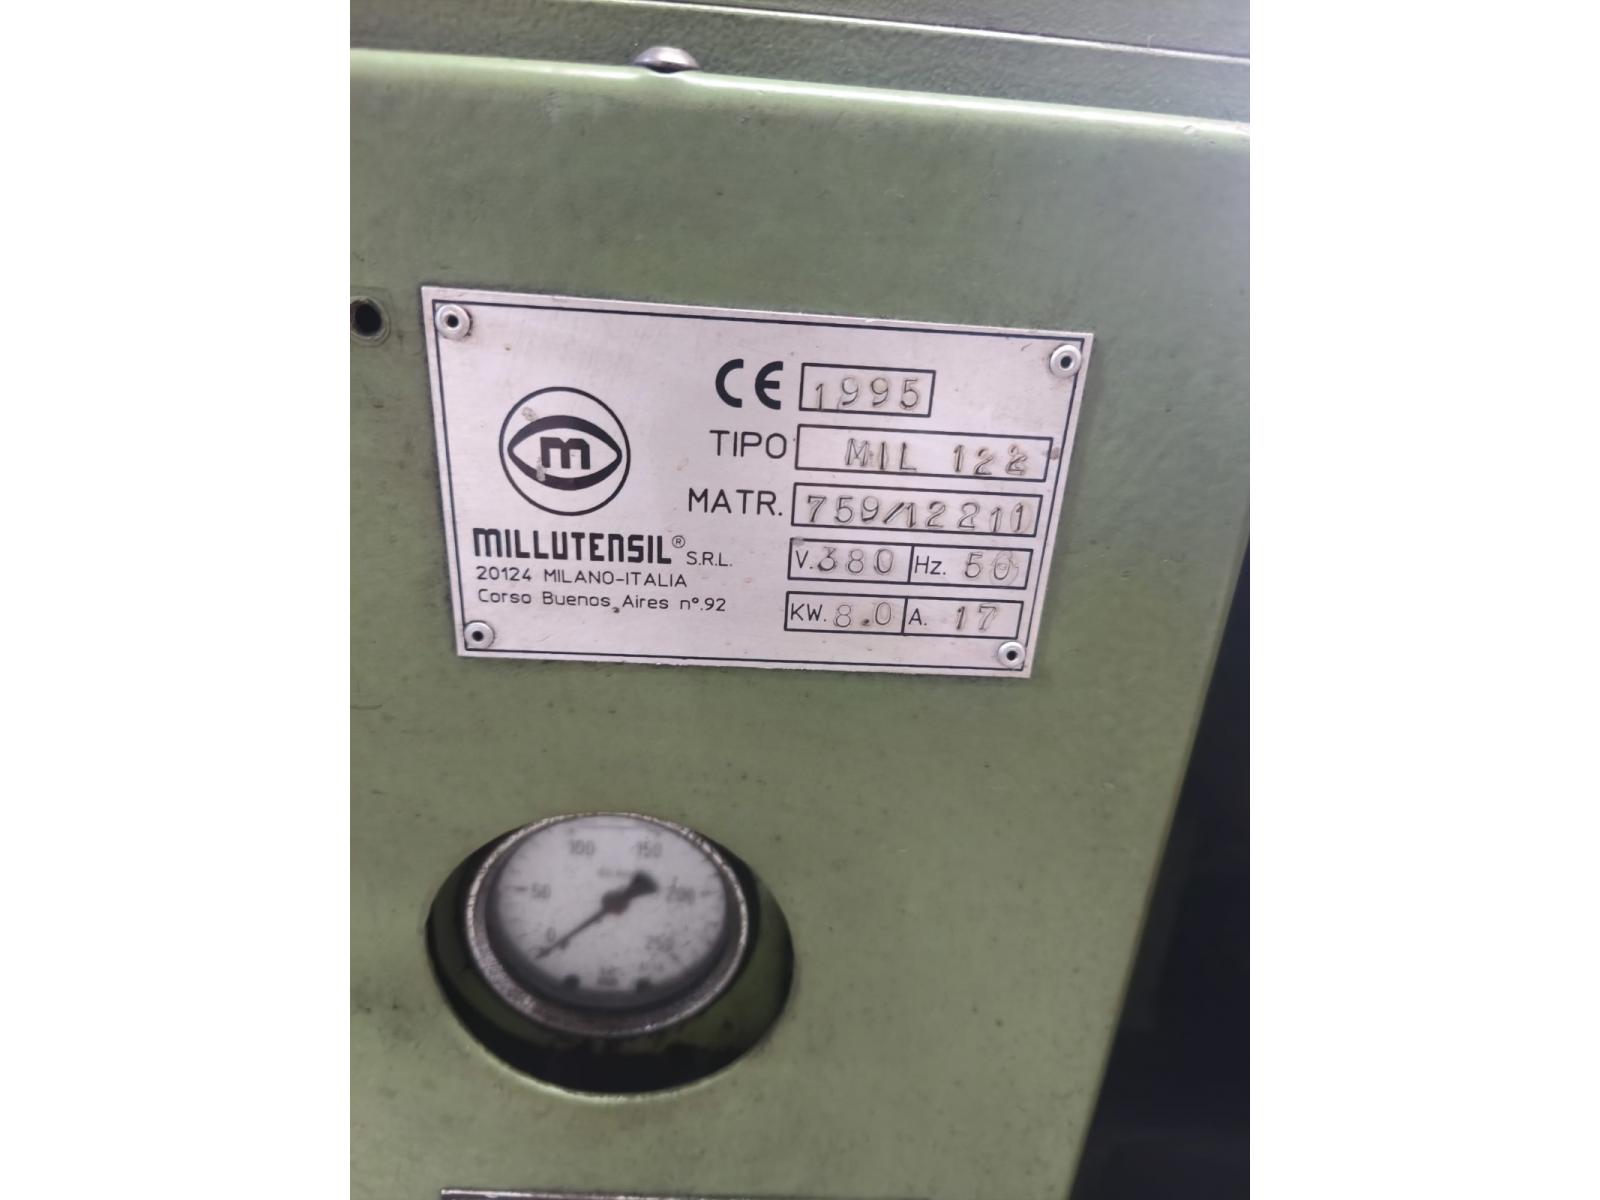 CE 1995
TIPO MIL 122
MATR. 759/12211
V. 380 Hz. 50
KW. 8.0 A. 17
m
MILLUTENSIL® S.R.L.
20124 MILANO-ITALIA
Corso Buenos Aires n°.92
100 150
50 200
0 250